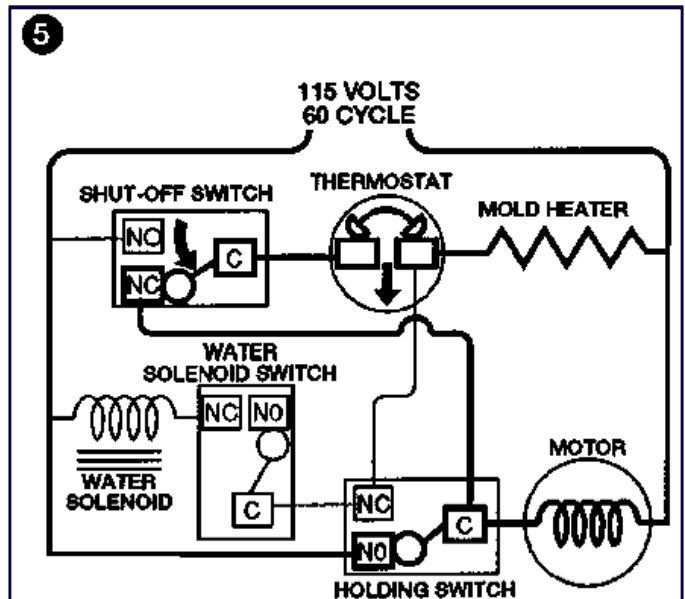 5
115 VOLTS
60 CYCLE
SHUT-OFF SWITCH
THERMOSTAT
MOLD HEATER
NO
C
NC
WATER
SOLENOID SWITCH
NC
NO
WATER
SOLENOID
C
MOTOR
NC
C
NO
HOLDING SWITCH